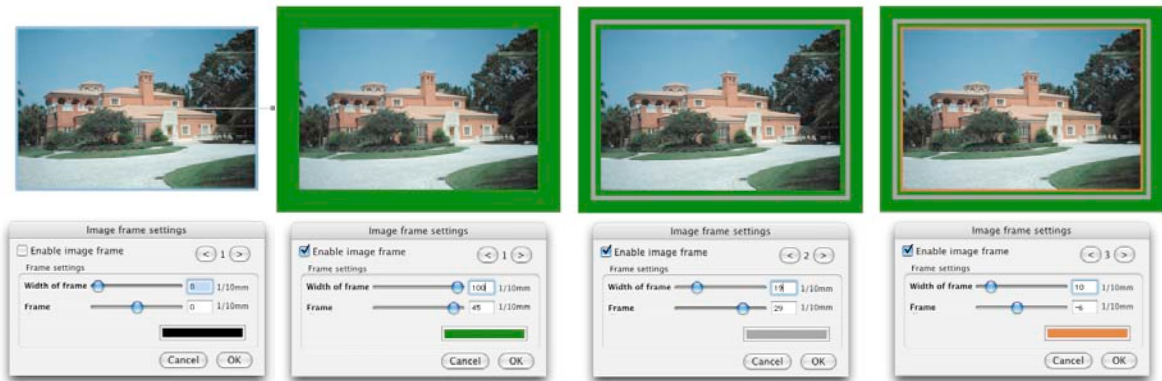 Image frame settings
Enable image frame < 1 >
Frame settings
Width of frame 0 1/10mm
Frame 0 1/10mm
Cancel OK
Image frame settings
Enable image frame < 1 >
Frame settings
Width of frame 100 1/10mm
Frame 45 1/10mm
Cancel OK
Image frame settings
Enable image frame < 2 >
Frame settings
Width of frame 19 1/10mm
Frame 29 1/10mm
Cancel OK
Image frame settings
Enable image frame < 3 >
Frame settings
Width of frame 10 1/10mm
Frame -6 1/10mm
Cancel OK